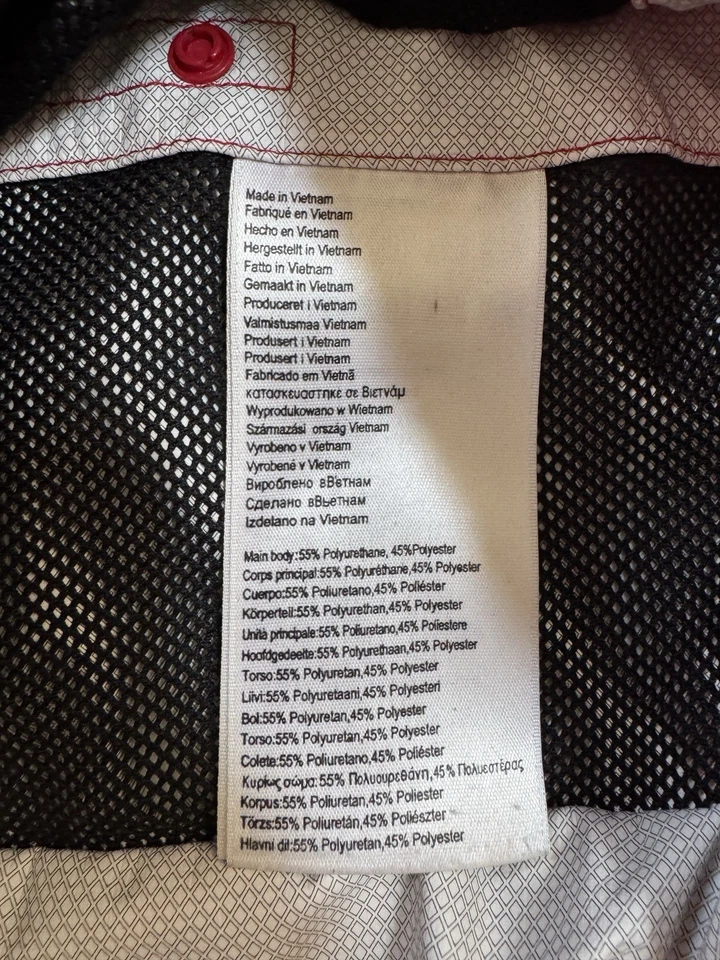 Made in Vietnam
Fabriqué en Vietnam
Hecho en Vietnam
Hergestellt in Vietnam
Fatto in Vietnam
Gemaakt in Vietnam
Produceret i Vietnam
Valmistusmaa Vietnam
Produsert i Vietnam
Produsert i Vietnam
Fabricado em Vietnã
κατασκευαστηκε σε Βιετνάμ
Wyprodukowano w Wietnam
Származási ország Vietnam
Vyrobeno v Vietnam
Vyrobené v Vietnam
Вироблено вВ'єтнам
Сделано вВьетнам
Izdelano na Vietnam
Main body:55% Polyurethane, 45%Polyester
Corps principal:55% Polyuréthane,45% Polyester
Cuerpo:55% Poliuretano,45% Poliéster
Körperteil:55% Polyurethan,45% Polyester
Unità principale:55% Poliuretano,45% Poliestere
Hoofdgedeelte:55% Polyurethaan,45% Polyester
Torso:55% Polyuretan,45% Polyester
Liivi:55% Polyuretaani,45% Polyesteri
Bol:55% Polyuretan,45% Polyester
Torso:55% Polyuretan,45% Polyester
Colete:55% Poliuretano,45% Poliéster
Κυρίως σώμα:55% Πολυουρεθάνη,45% Πολυεστέρας
Korpus:55% Poliuretan,45% Poliester
Törzs:55% Poliuretán,45% Poliészter
Hlavní díl:55% Polyuretan,45% Polyester